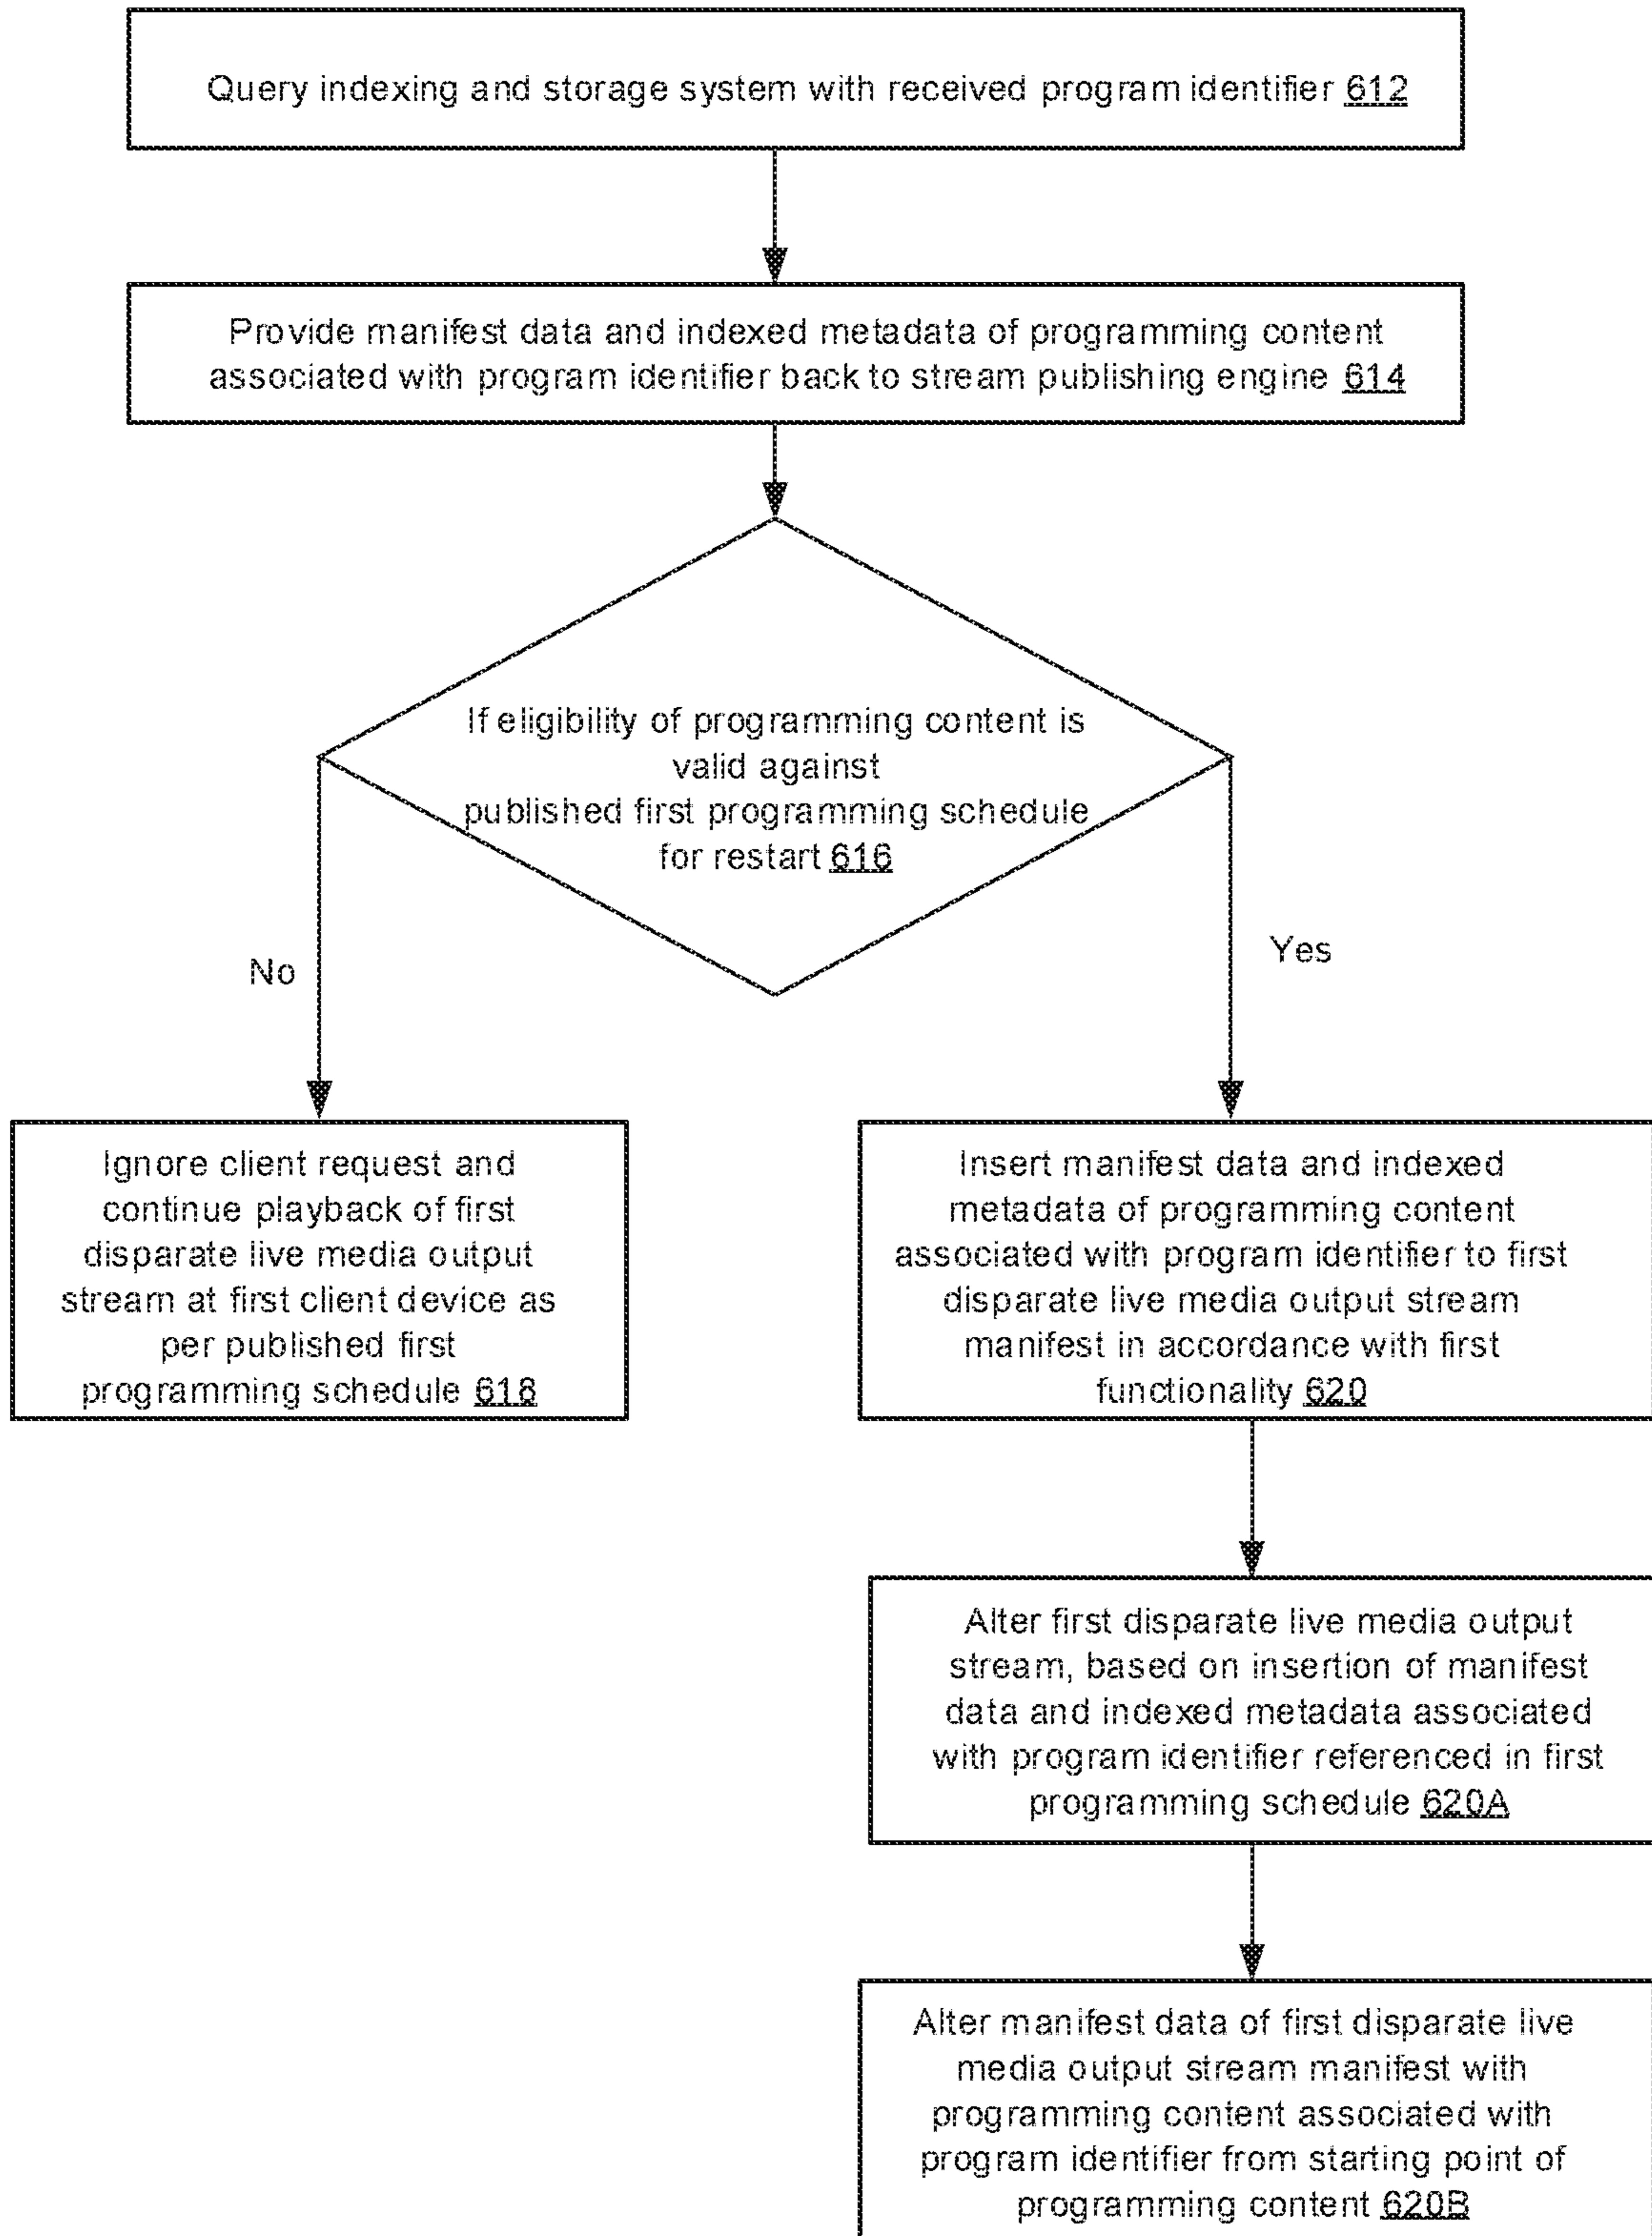 Query indexing and storage system with received program identifier 612
Provide manifest data and indexed metadata of programming content
associated with program identifier back to stream publishing engine 614
If eligibility of programming content is
valid against
published first programming schedule
for restart 616
No
Yes
Ignore client request and
continue playback of first
disparate live media output
stream at first client device as
per published first
programming schedule 618
Insert manifest data and indexed
metadata of programming content
associated with program identifier to first
disparate live media output stream
manifest in accordance with first
functionality 620
Alter first disparate live media output
stream, based on insertion of manifest
data and indexed metadata associated
with program identifier referenced in first
programming schedule 620A
Alter manifest data of first disparate live
media output stream manifest with
programming content associated with
program identifier from starting point of
programming content 620B